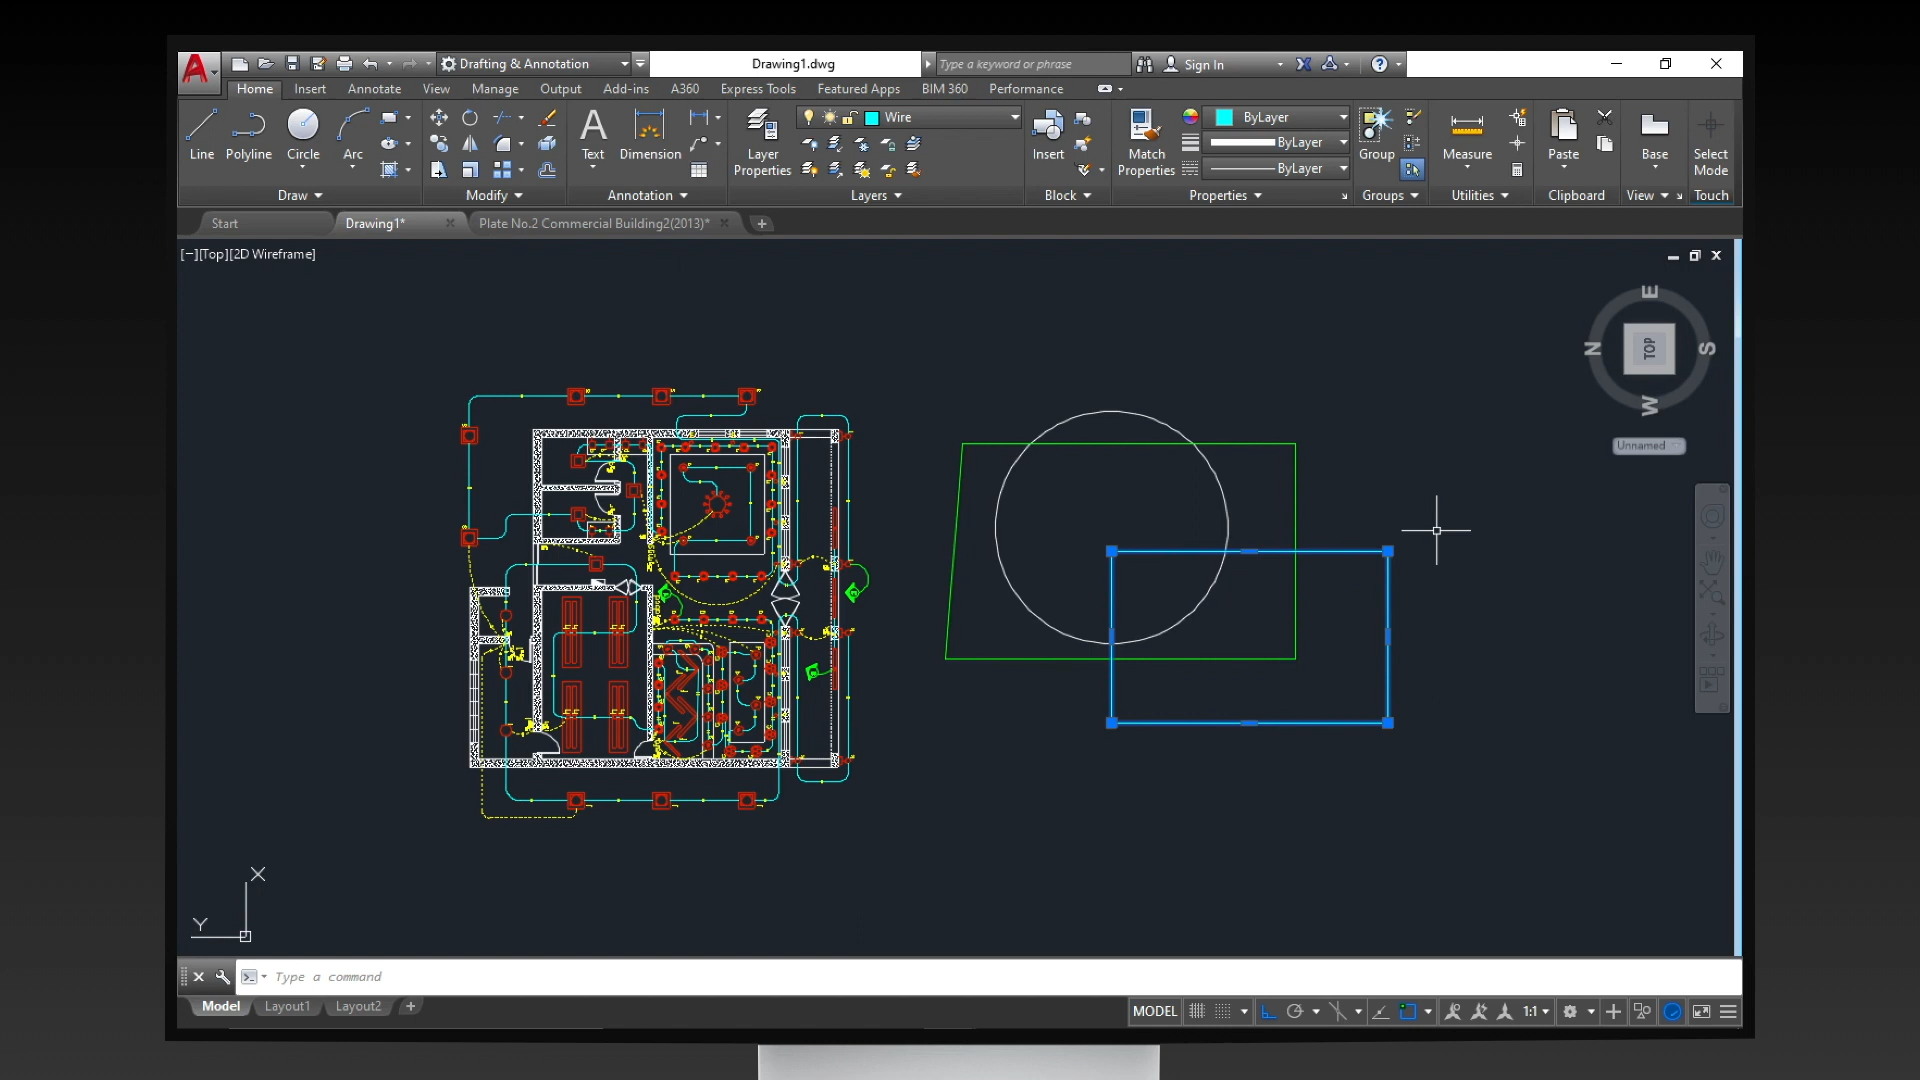 A Drafting & Annotation Drawing1.dwg Type a keyword or phrase Sign In ?
Home Insert Annotate View Manage Output Add-ins A360 Express Tools Featured Apps BIM 360 Performance
Wire ByLayer
ByLayer
ByLayer
Line Polyline Circle Arc A Text Dimension Layer Properties Insert Match Properties Group Measure Paste Base Select Mode
Draw Modify Annotation Layers Block Properties Groups Utilities Clipboard View Touch
Start Drawing1* Plate No.2 Commercial Building2(2013)* +
[−][Top][2D Wireframe]
E
N TOP S
W
Unnamed
X
Y
Type a command
Model Layout1 Layout2 + MODEL 1:1